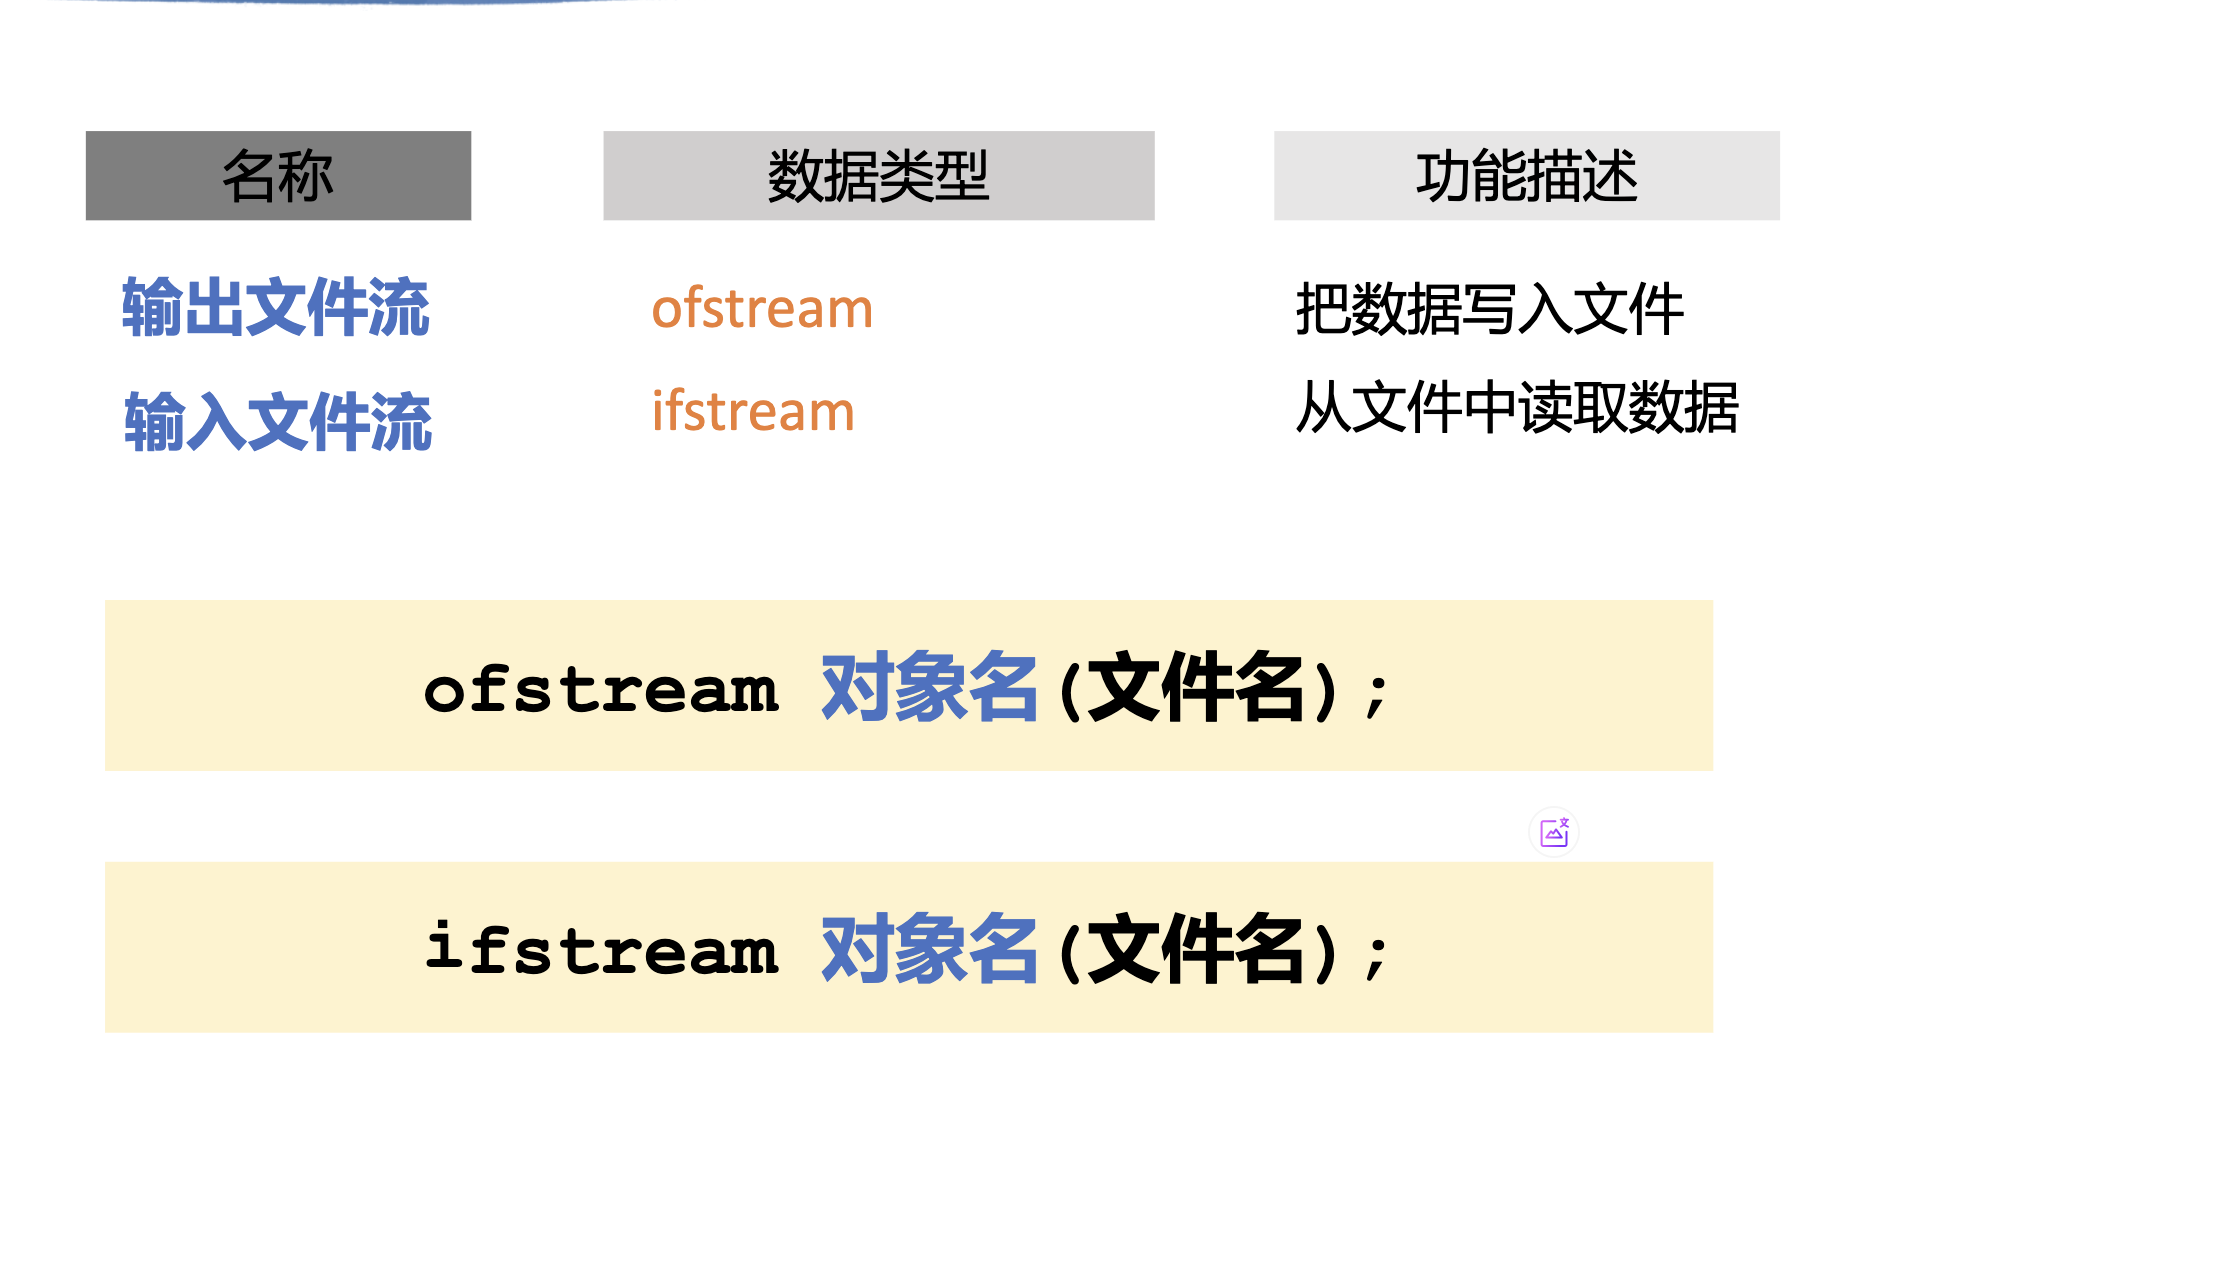 名称 数据类型 功能描述
输出文件流 ofstream 把数据写入文件
输入文件流 ifstream 从文件中读取数据
ofstream 对象名(文件名);
ifstream 对象名(文件名);